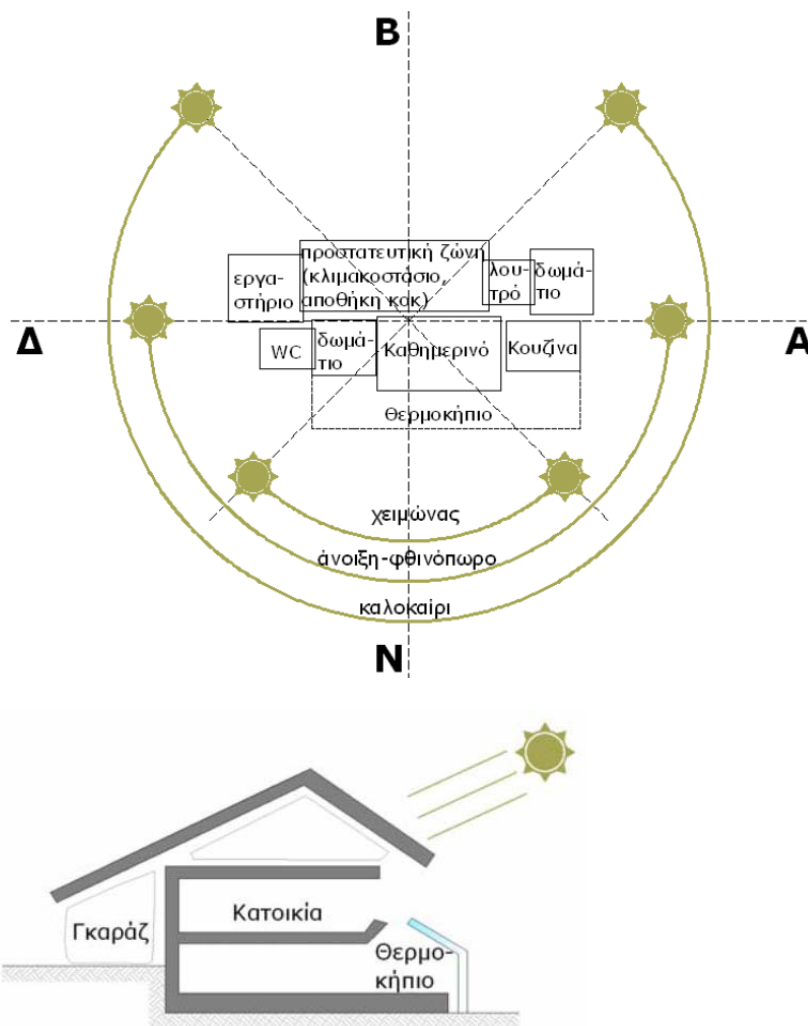 Β
προστατευτική ζώνη
(κλιμακοστάσιο,
αποθήκη κ.α.κ)
εργα-
στήριο
λου-
τρό
δωμά-
τιο
Δ
Α
WC
δωμά-
τιο
Καθημερινό
Κουζίνα
Θερμοκήπιο
χειμώνας
άνοιξη-φθινόπωρο
καλοκαίρι
Ν
Γκαράζ
Κατοικία
Θερμο-
κήπιο